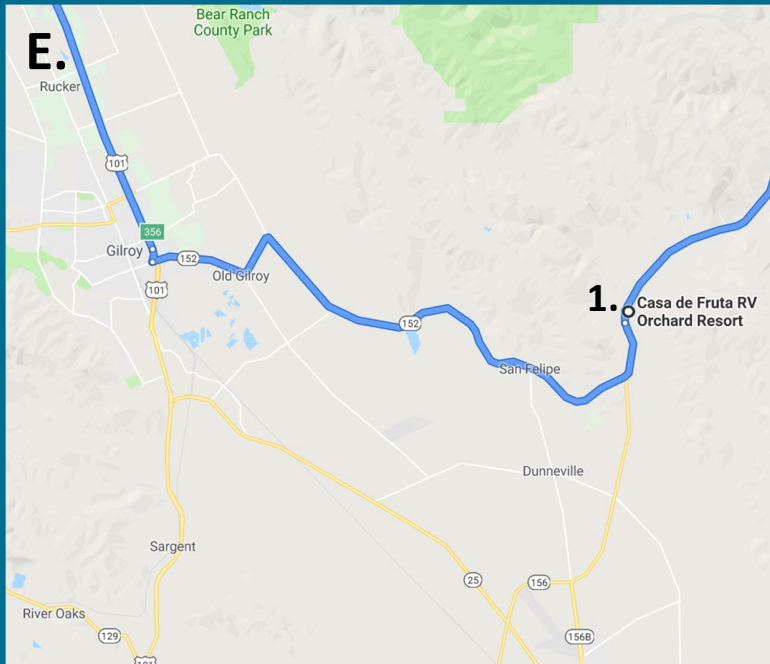 Bear Ranch
County Park
E.
Rucker
101
356
Gilroy
152
Old Gilroy
101
1.
Casa de Fruta RV
Orchard Resort
152
San Felipe
Dunneville
Sargent
25
156
River Oaks
129
156B
101